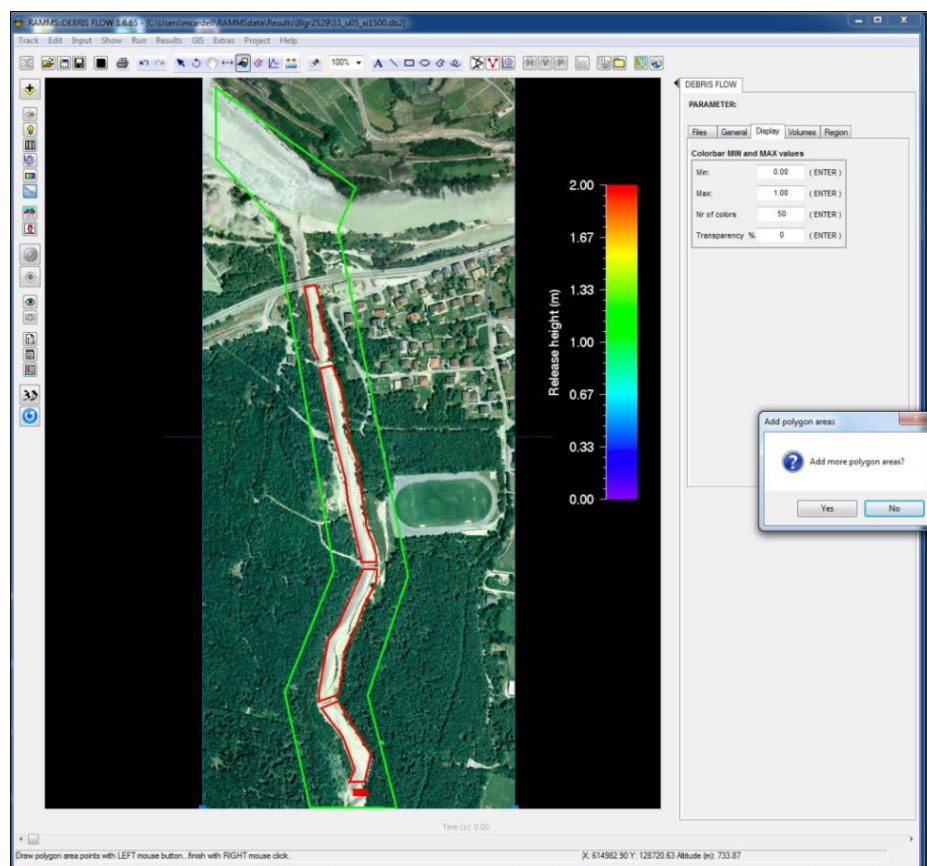 RAMMS::DEBRIS FLOW 1.6.65 - [C:\Users\mcardell\RAMMSdata\Results\Illgr2529\S1_u05_xi1500.db2]
Track Edit Input Show Run Results GIS Extras Project Help
100%
DEBRIS FLOW
PARAMETER:
Files General Display Volumes Region
Colorbar MIN and MAX values
Min: 0.00 ( ENTER )
Max: 1.00 ( ENTER )
Nr of colors 50 ( ENTER )
Transparency % 0 ( ENTER )
2.00
1.67
1.33
1.00
0.67
0.33
0.00
Release height (m)
Add polygon areas
Add more polygon areas?
Yes No
Time (s): 0.00
Draw polygon area points with LEFT mouse button...finish with RIGHT mouse click.
X: 614982.90 Y: 128720.63 Altitude (m): 733.87